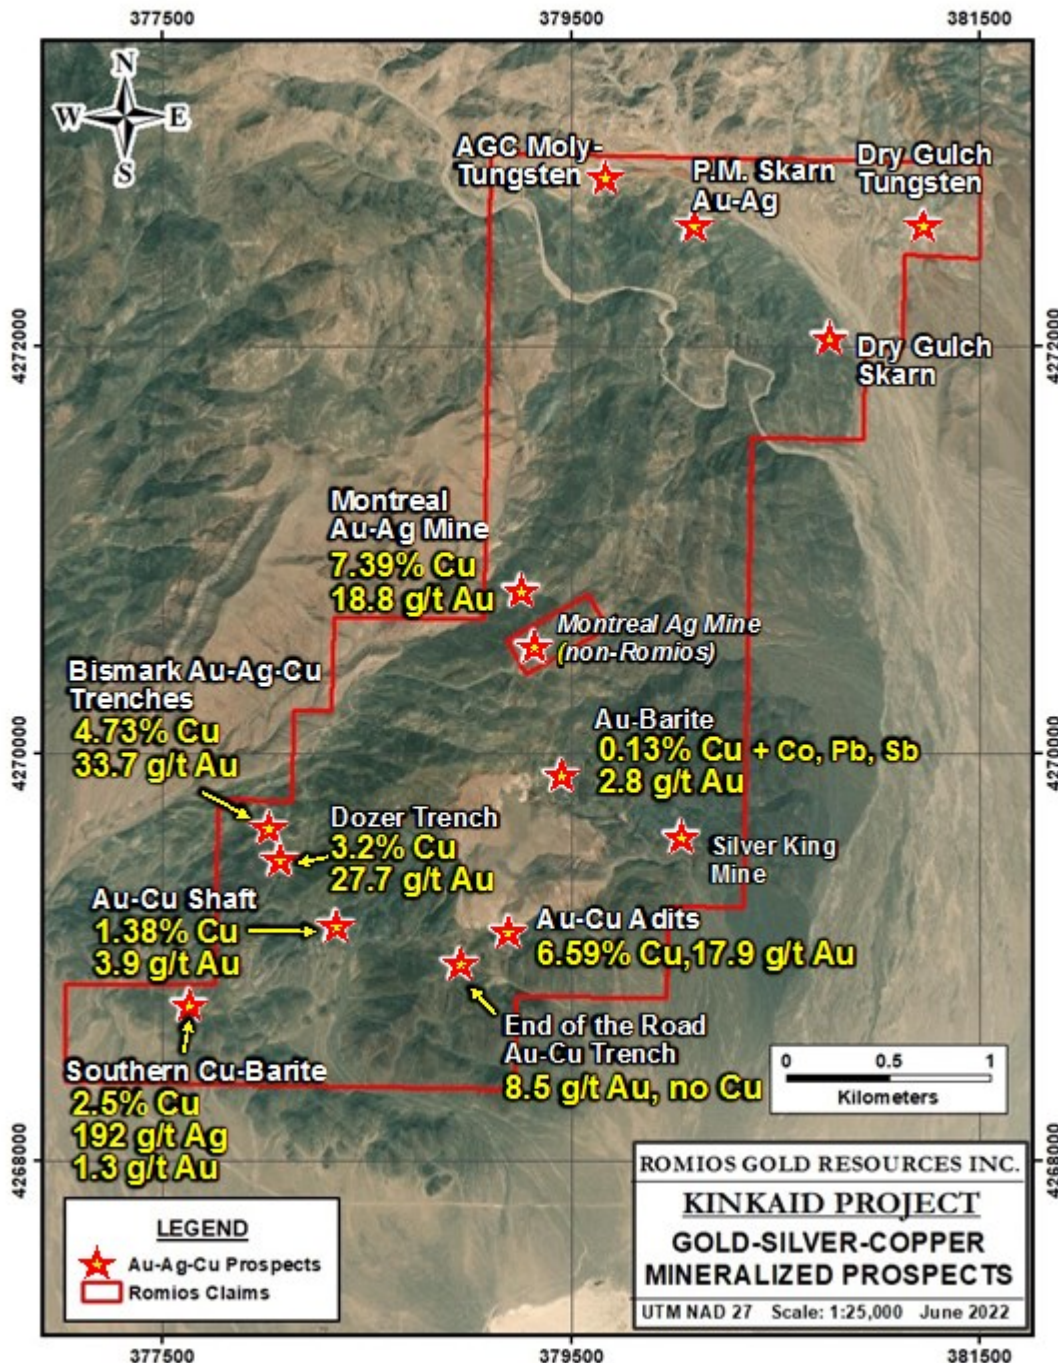 377500
379500
381500
N
W
E
S
AGC Moly-
Tungsten
P.M. Skarn
Au-Ag
Dry Gulch
Tungsten
4272000
4272000
Dry Gulch
Skarn
Montreal
Au-Ag Mine
7.39% Cu
18.8 g/t Au
Montreal Ag Mine
(non-Romios)
Bismark Au-Ag-Cu
Trenches
4.73% Cu
33.7 g/t Au
Au-Barite
0.13% Cu + Co, Pb, Sb
2.8 g/t Au
4270000
4270000
Dozer Trench
3.2% Cu
27.7 g/t Au
Silver King
Mine
Au-Cu Shaft
1.38% Cu
3.9 g/t Au
Au-Cu Adits
6.59% Cu,17.9 g/t Au
End of the Road
Au-Cu Trench
8.5 g/t Au, no Cu
Southern Cu-Barite
2.5% Cu
192 g/t Ag
1.3 g/t Au
0 0.5 1
Kilometers
4268000
4268000
LEGEND
Au-Ag-Cu Prospects
Romios Claims
ROMIOS GOLD RESOURCES INC.
KINKAID PROJECT
GOLD-SILVER-COPPER
MINERALIZED PROSPECTS
UTM NAD 27 Scale: 1:25,000 June 2022
377500
379500
381500